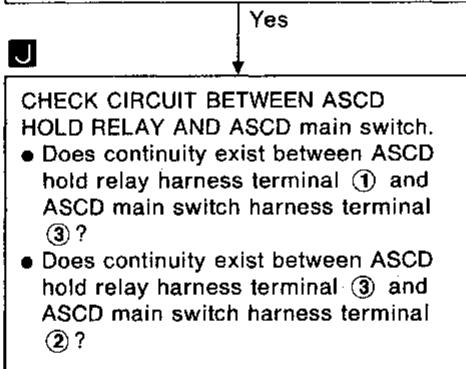 Yes
J
CHECK CIRCUIT BETWEEN ASCD
HOLD RELAY AND ASCD main switch.
● Does continuity exist between ASCD
hold relay harness terminal ① and
ASCD main switch harness terminal
③?
● Does continuity exist between ASCD
hold relay harness terminal ③ and
ASCD main switch harness terminal
②?